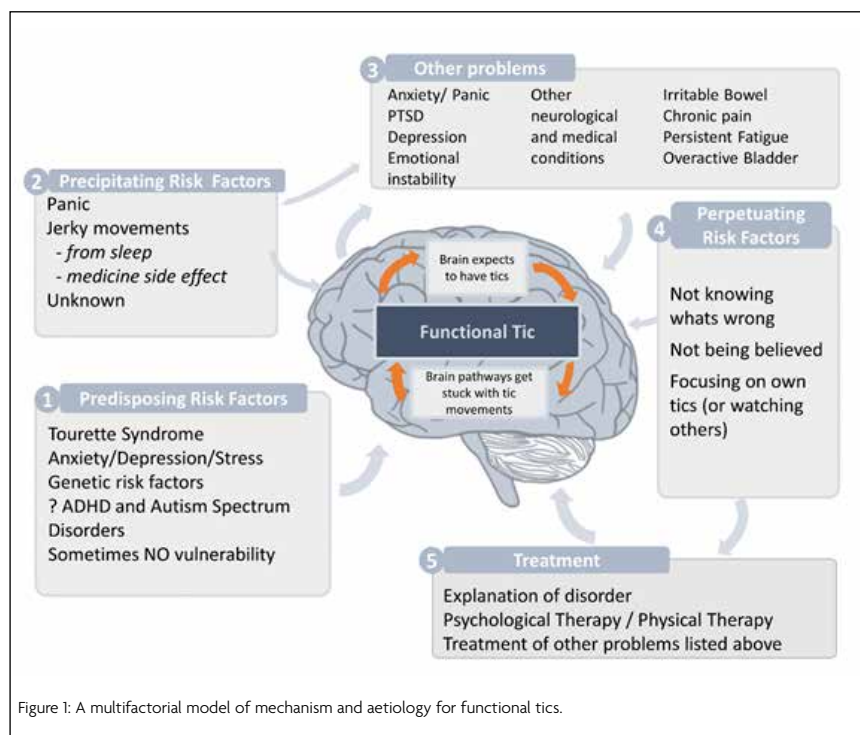 3 Other problems
Anxiety/ Panic
PTSD
Depression
Emotional
instability
Other
neurological
and medical
conditions
Irritable Bowel
Chronic pain
Persistent Fatigue
Overactive Bladder
2 Precipitating Risk Factors
Panic
Jerky movements
- from sleep
- medicine side effect
Unknown
4 Perpetuating
Risk Factors
Not knowing
whats wrong
Not being believed
Focusing on own
tics (or watching
others)
Brain expects
to have tics
Functional Tic
Brain pathways get
stuck with tic
movements
1 Predisposing Risk Factors
Tourette Syndrome
Anxiety/Depression/Stress
Genetic risk factors
? ADHD and Autism Spectrum
Disorders
Sometimes NO vulnerability
5 Treatment
Explanation of disorder
Psychological Therapy / Physical Therapy
Treatment of other problems listed above
Figure 1: A multifactorial model of mechanism and aetiology for functional tics.